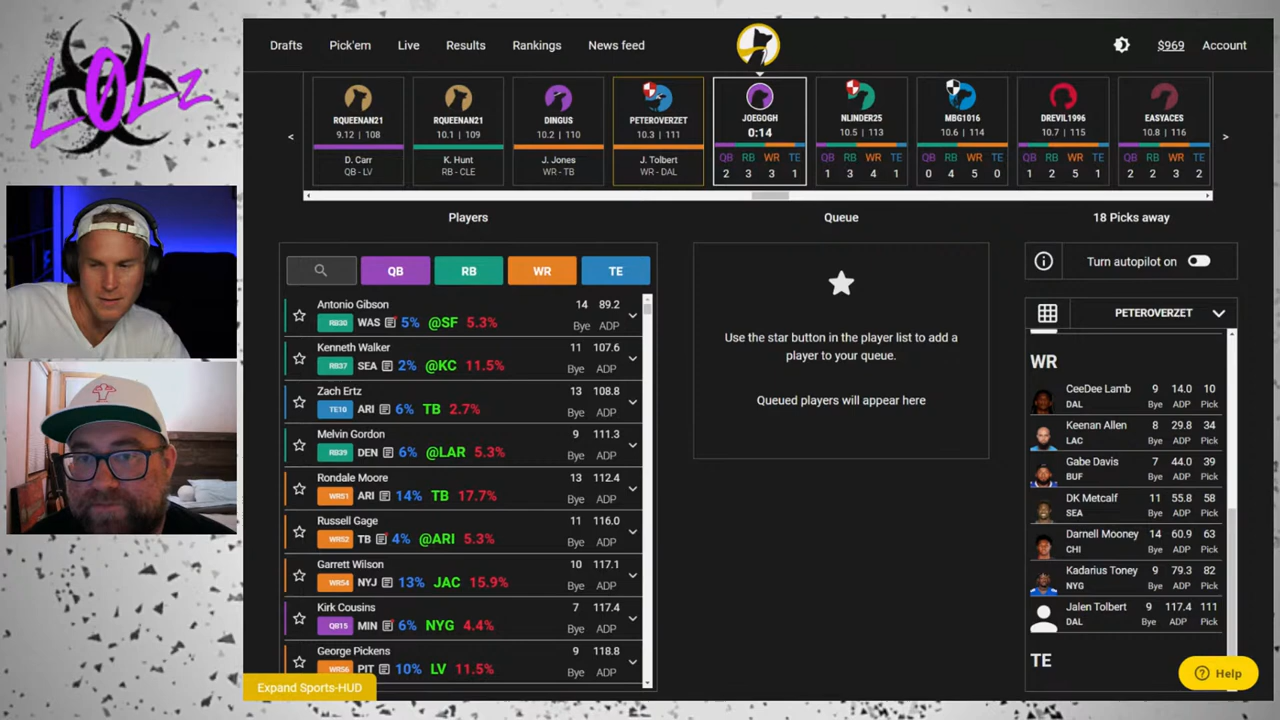 LOLz
Drafts Pick'em Live Results Rankings News feed $969 Account
RQUEENAN21 RQUEENAN21 DINGUS PETEROVERZET JOEGOGH NLINDER25 MBG1016 DREVIL1996 EASYACES
9.12 | 108 10.1 | 109 10.2 | 110 10.3 | 111 0:14 10.5 | 113 10.6 | 114 10.7 | 115 10.8 | 116
D. Carr K. Hunt J. Jones J. Tolbert QB RB WR TE QB RB WR TE QB RB WR TE QB RB WR TE QB RB WR TE
QB - LV RB - CLE WR - TB WR - DAL 2 3 3 1 1 3 4 1 0 4 5 0 1 2 5 1 2 2 3 2
Players Queue 18 Picks away
QB RB WR TE
Turn autopilot on
PETEROVERZET
Antonio Gibson 14 89.2
RB30 WAS 5% @SF 5.3% Bye ADP
Kenneth Walker 11 107.6
RB37 SEA 2% @KC 11.5% Bye ADP
Zach Ertz 13 108.8
TE10 ARI 6% TB 2.7% Bye ADP
Melvin Gordon 9 111.3
RB39 DEN 6% @LAR 5.3% Bye ADP
Rondale Moore 13 112.4
WR51 ARI 14% TB 17.7% Bye ADP
Russell Gage 11 116.0
WR52 TB 4% @ARI 5.3% Bye ADP
Garrett Wilson 10 117.1
WR54 NYJ 13% JAC 15.9% Bye ADP
Kirk Cousins 7 117.4
QB15 MIN 6% NYG 4.4% Bye ADP
George Pickens 9 118.8
WR56 PIT 10% LV 11.5% Bye ADP
Expand Sports-HUD
Use the star button in the player list to add a
player to your queue.
Queued players will appear here
WR
CeeDee Lamb 9 14.0 10
DAL Bye ADP Pick
Keenan Allen 8 29.8 34
LAC Bye ADP Pick
Gabe Davis 7 44.0 39
BUF Bye ADP Pick
DK Metcalf 11 55.8 58
SEA Bye ADP Pick
Darnell Mooney 14 60.9 63
CHI Bye ADP Pick
Kadarius Toney 9 79.3 82
NYG Bye ADP Pick
Jalen Tolbert 9 117.4 111
DAL Bye ADP Pick
TE
Help